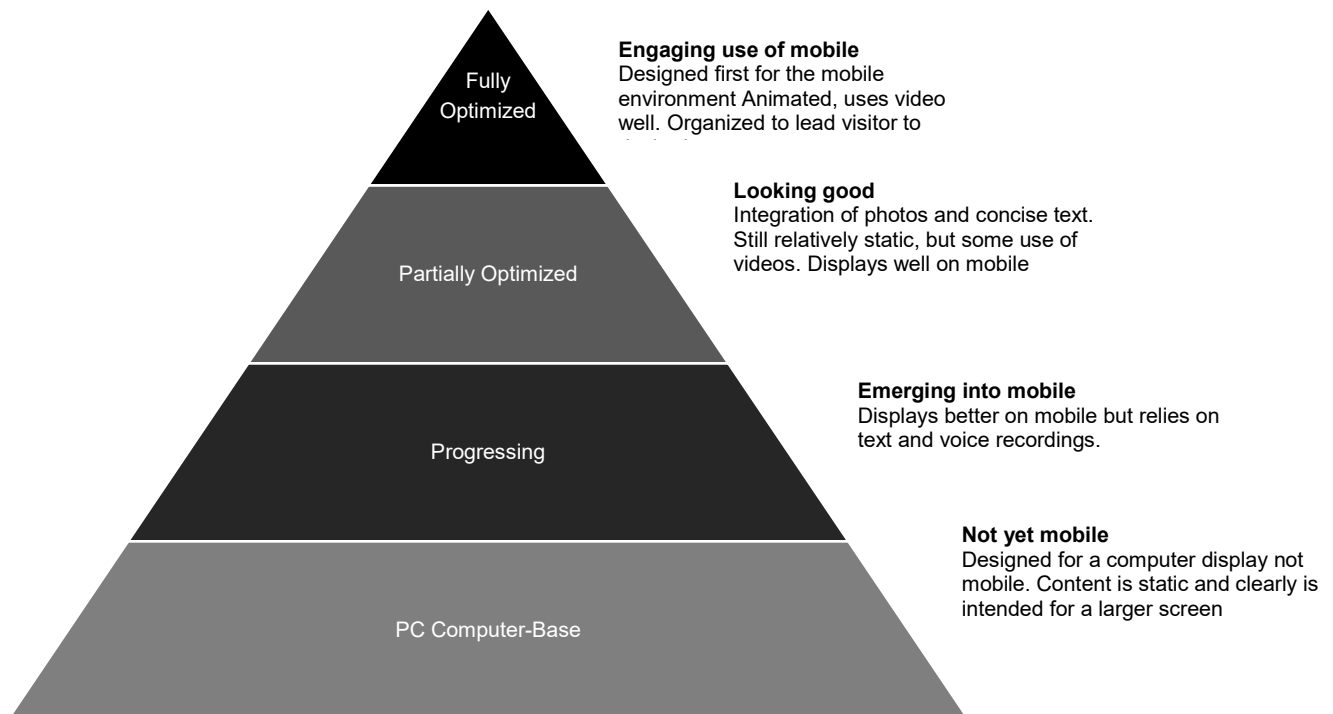 Fully
Optimized
Engaging use of mobile
Designed first for the mobile
environment Animated, uses video
well. Organized to lead visitor to
Looking good
Integration of photos and concise text.
Still relatively static, but some use of
videos. Displays well on mobile
Partially Optimized
Emerging into mobile
Displays better on mobile but relies on
text and voice recordings.
Progressing
Not yet mobile
Designed for a computer display not
mobile. Content is static and clearly is
intended for a larger screen
PC Computer-Base